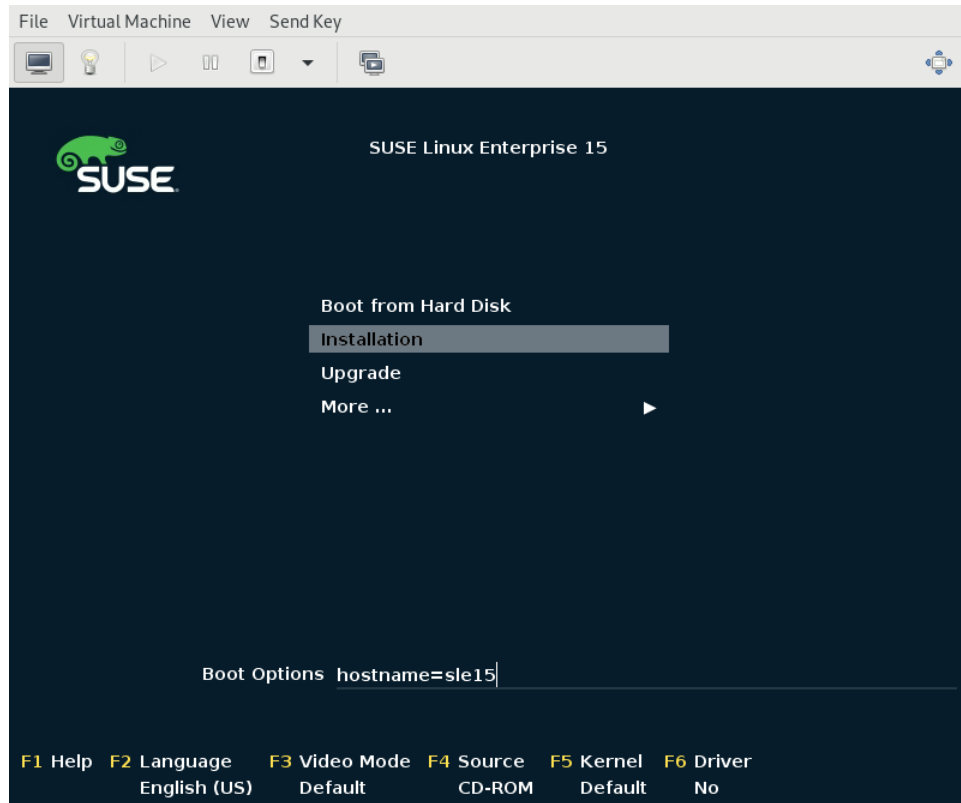 File Virtual Machine View Send Key
SUSE
SUSE Linux Enterprise 15
Boot from Hard Disk
Installation
Upgrade
More ...
Boot Options hostname=sle15
F1 Help F2 Language F3 Video Mode F4 Source F5 Kernel F6 Driver
English (US) Default CD-ROM Default No